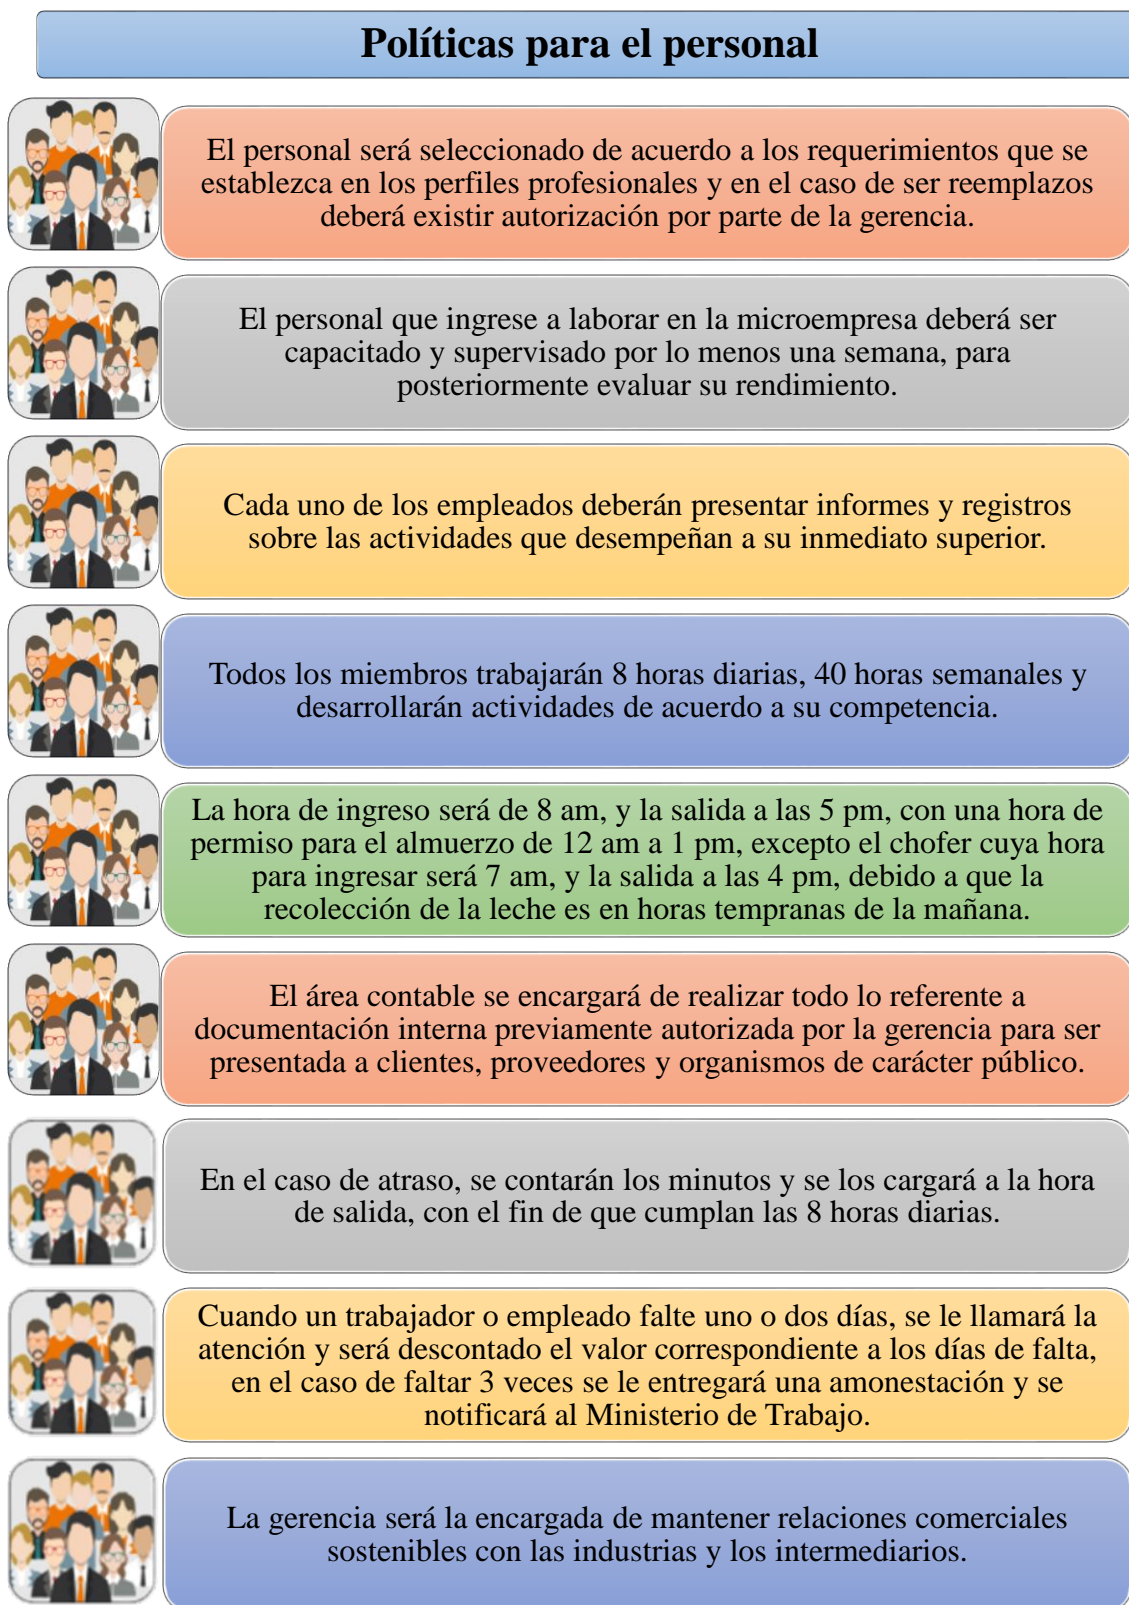 Políticas para el personal
El personal será seleccionado de acuerdo a los requerimientos que se
establezca en los perfiles profesionales y en el caso de ser reemplazos
deberá existir autorización por parte de la gerencia.
El personal que ingrese a laborar en la microempresa deberá ser
capacitado y supervisado por lo menos una semana, para
posteriormente evaluar su rendimiento.
Cada uno de los empleados deberán presentar informes y registros
sobre las actividades que desempeñan a su inmediato superior.
Todos los miembros trabajarán 8 horas diarias, 40 horas semanales y
desarrollarán actividades de acuerdo a su competencia.
La hora de ingreso será de 8 am, y la salida a las 5 pm, con una hora de
permiso para el almuerzo de 12 am a 1 pm, excepto el chofer cuya hora
para ingresar será 7 am, y la salida a las 4 pm, debido a que la
recolección de la leche es en horas tempranas de la mañana.
El área contable se encargará de realizar todo lo referente a
documentación interna previamente autorizada por la gerencia para ser
presentada a clientes, proveedores y organismos de carácter público.
En el caso de atraso, se contarán los minutos y se los cargará a la hora
de salida, con el fin de que cumplan las 8 horas diarias.
Cuando un trabajador o empleado falte uno o dos días, se le llamará la
atención y será descontado el valor correspondiente a los días de falta,
en el caso de faltar 3 veces se le entregará una amonestación y se
notificará al Ministerio de Trabajo.
La gerencia será la encargada de mantener relaciones comerciales
sostenibles con las industrias y los intermediarios.